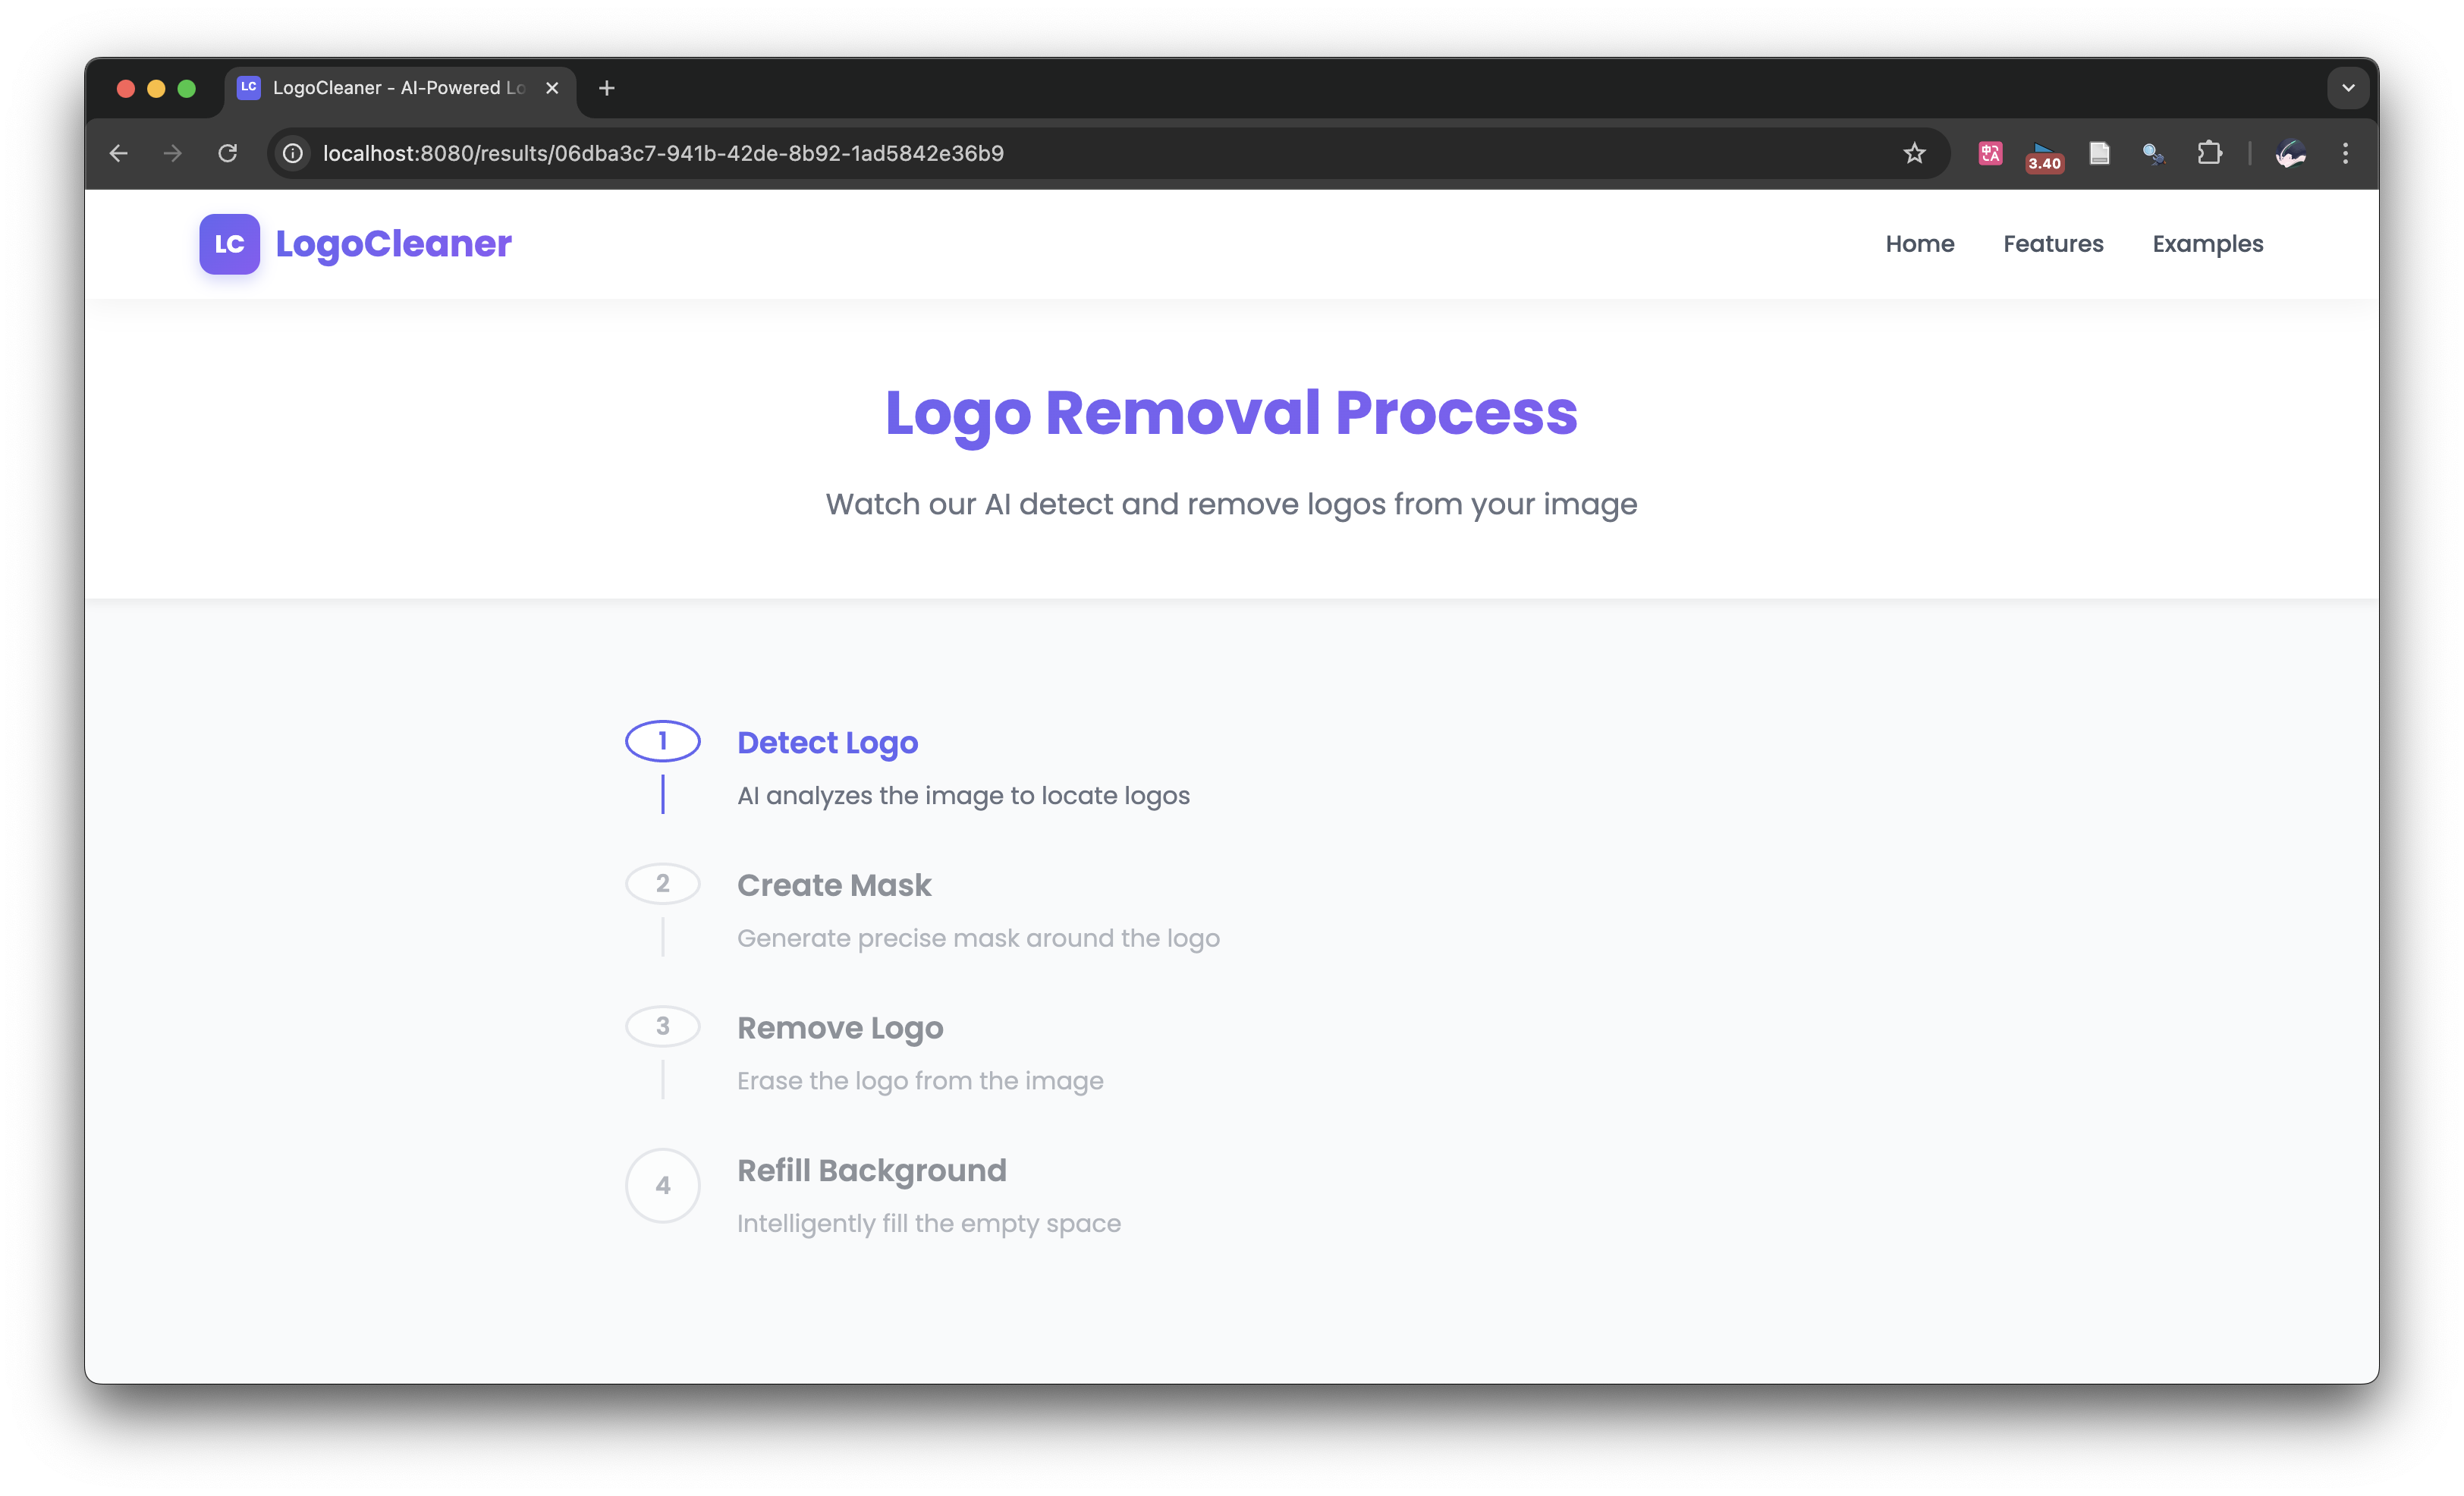 LC LogoCleaner - AI-Powered Lo
localhost:8080/results/06dba3c7-941b-42de-8b92-1ad5842e36b9
3.40
LC LogoCleaner
Home Features Examples
Logo Removal Process
Watch our AI detect and remove logos from your image
1 Detect Logo
AI analyzes the image to locate logos
2 Create Mask
Generate precise mask around the logo
3 Remove Logo
Erase the logo from the image
4 Refill Background
Intelligently fill the empty space